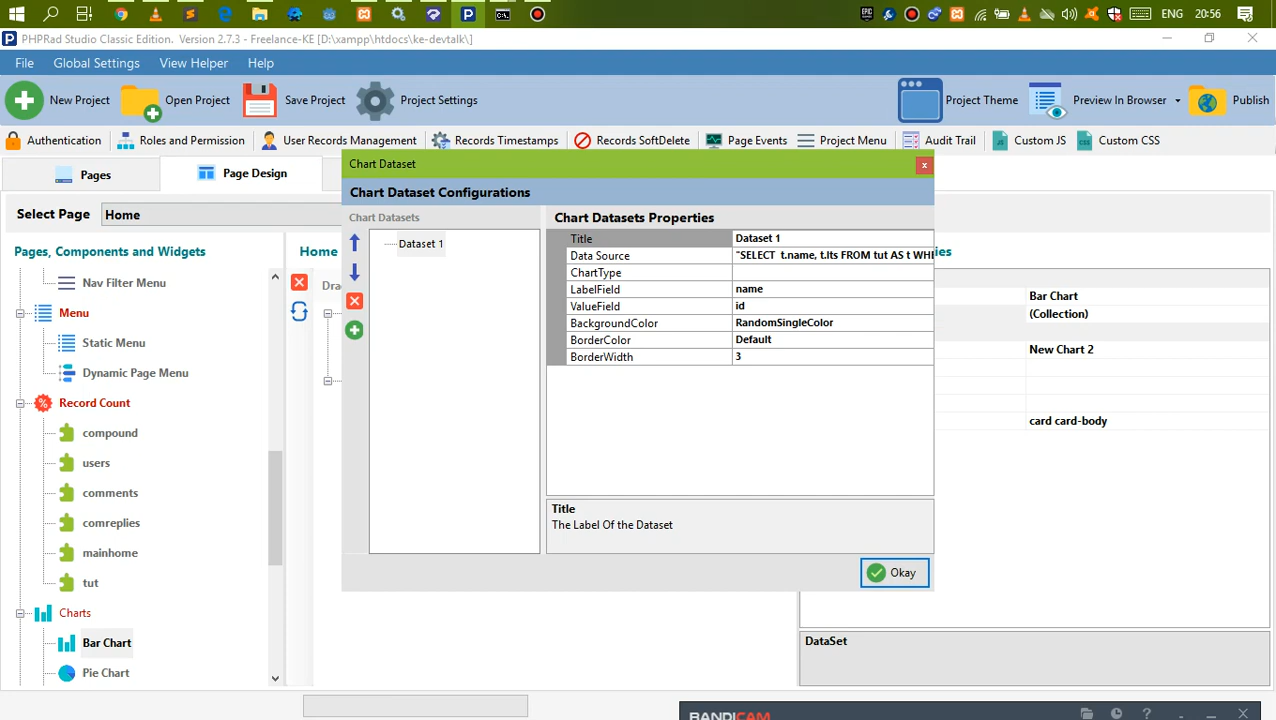 ENG
20:56
PHPRad Studio Classic Edition. Version 2.7.3 - Freelance-KE [D:\xampp\htdocs\ke-devtalk\]
File
Global Settings
View Helper
Help
New Project
Open Project
Save Project
Project Settings
Project Theme
Preview In Browser
Publish
Authentication
Roles and Permission
User Records Management
Records Timestamps
Records SoftDelete
Page Events
Project Menu
Audit Trail
Custom JS
Custom CSS
Pages
Page Design
Select Page
Home
Pages, Components and Widgets
Nav Filter Menu
Menu
Static Menu
Dynamic Page Menu
Record Count
compound
users
comments
comreplies
mainhome
tut
Charts
Bar Chart
Pie Chart
Home
Chart Dataset
Chart Dataset Configurations
Chart Datasets
Dataset 1
Chart Datasets Properties
Title
Dataset 1
Data Source
"SELECT t.name, t.lts FROM tut AS t WHE
ChartType
LabelField
name
ValueField
id
BackgroundColor
RandomSingleColor
BorderColor
Default
BorderWidth
3
Title
The Label Of the Dataset
Okay
Bar Chart
(Collection)
New Chart 2
card card-body
DataSet
BANDICAM